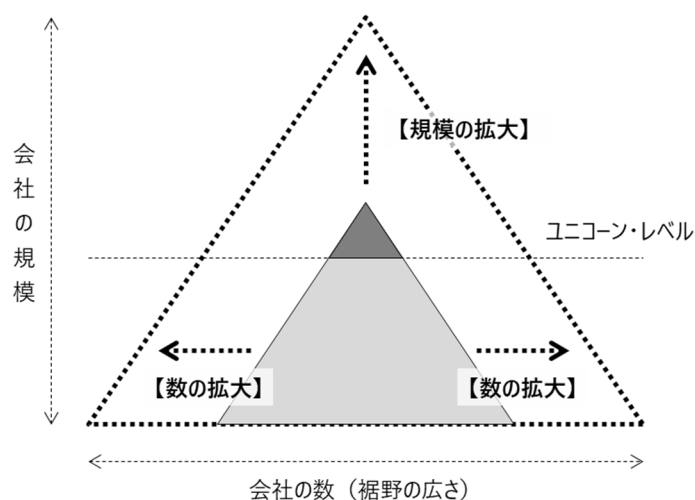 【規模の拡大】
会社の規模
ユニコーン・レベル
【数の拡大】
【数の拡大】
会社の数（裾野の広さ）